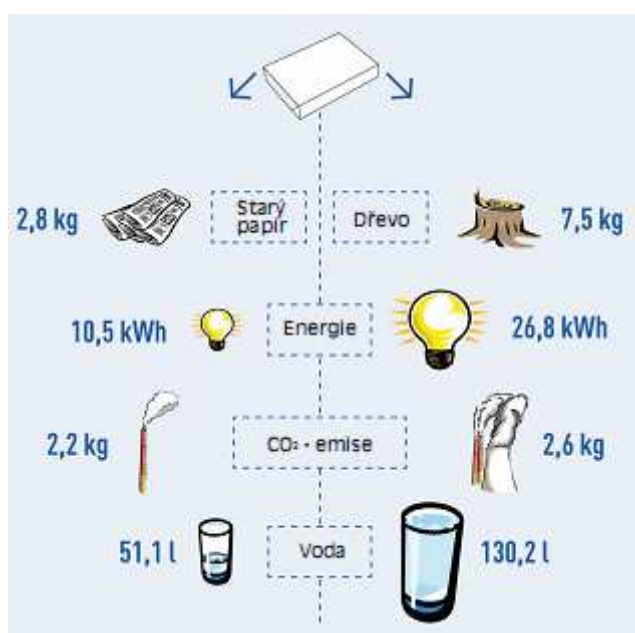 2,8 kg
Starý
papír
Dřevo
7,5 kg
10,5 kWh
Energie
26,8 kWh
2,2 kg
CO₂ - emise
2,6 kg
51,1 l
Voda
130,2 l